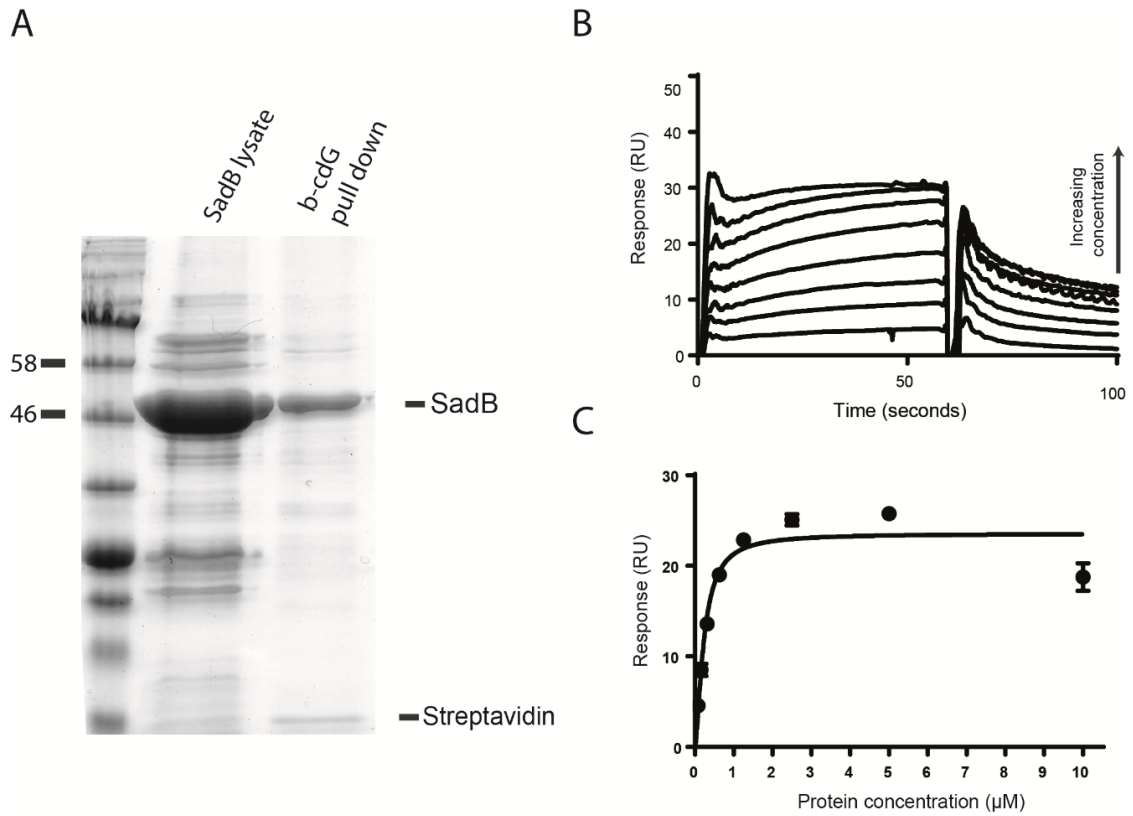 A
SadB lysate
b-cdG
pull down
58
46
SadB
Streptavidin
B
50
40
30
20
10
0
Response (RU)
0
50
100
Time (seconds)
Increasing
concentration
C
30
20
10
0
Response (RU)
0 1 2 3 4 5 6 7 8 9 10
Protein concentration (µM)